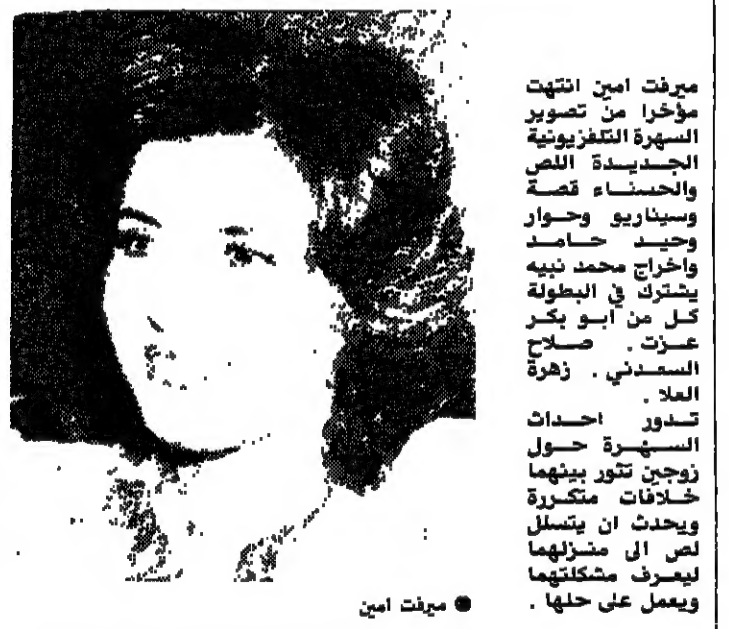 ميرفت امين انتهت
مؤخرا من تصوير
السهرة التلفزيونية
الجديدة اللص
والحسناء قصة
وسيناريو وحوار
وحيد حامد
واخراج محمد نبيه
يشترك في البطولة
كل من ابو بكر
عزت . صلاح
السعدني . زهرة
العلا .
تدور احداث
السهرة حول
زوجين تثور بينهما
خلافات متكررة
ويحدث ان يتسلل
لص الى منزلهما
ليعرف مشكلتهما
ويعمل على حلها .
● ميرفت امين